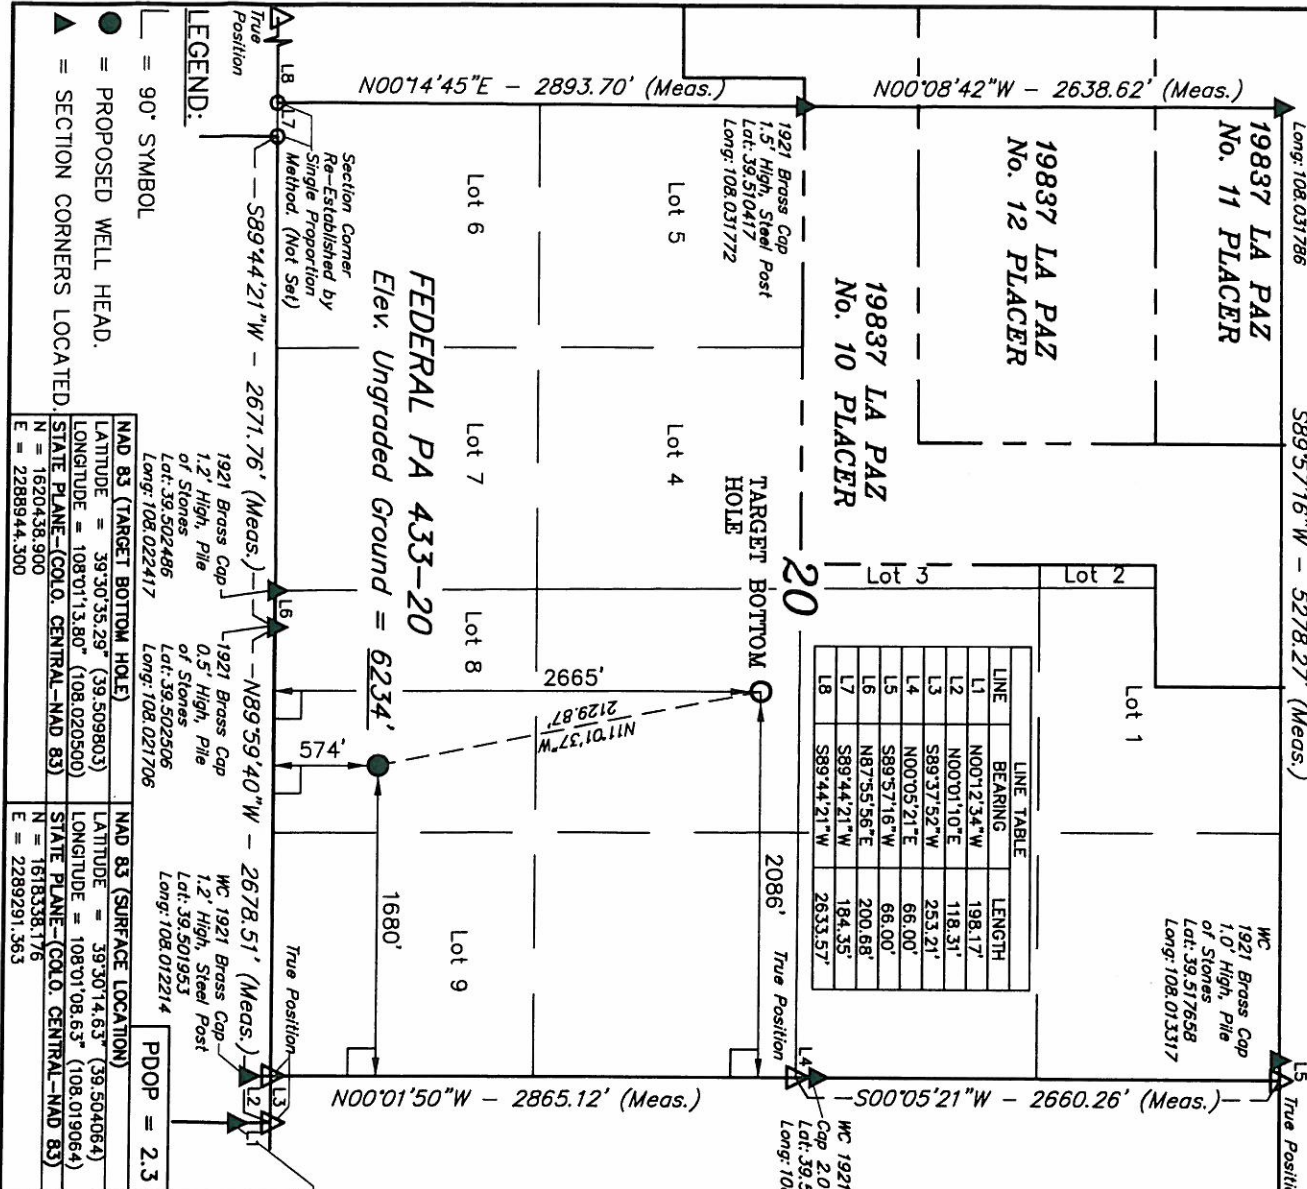 Long:108.031786
S89°57'16"W - 5278.27' (Meas.)
L5
True
19837 LA PAZ
No. 11 PLACER
N00°08'42"W - 2638.62' (Meas.)
19837 LA PAZ
No. 12 PLACER
Lot 2
Lot 1
WC
1921 Brass Cap
1.0' High, Pile
of Stones
Lat:39.517658
Long:108.013317
S00°05'21"W - 2660.26' (Meas.)
Lot 3
19837 LA PAZ
No. 10 PLACER
LINE TABLE
LINE BEARING LENGTH
L1 N00°12'34"W 198.17'
L2 N00°01'10"E 118.31'
L3 S89°37'52"W 253.21'
L4 N00°05'21"E 66.00'
L5 S89°57'16"W 66.00'
L6 N87°55'56"E 200.68'
L7 S89°44'21"W 184.35'
L8 S89°44'21"W 2633.57'
20
1921 Brass Cap
1.5' High, Steel Post
Lat:39.510417
Long:108.031772
L4
True Position
WC 1921
TARGET BOTTOM
HOLE
2086'
N00°14'45"E - 2893.70' (Meas.)
Lot 5
Lot 4
2665'
N11°01'37"W
2129.87'
Lot 6
Lot 7
Lot 8
Lot 9
FEDERAL PA 433-20
Elev. Ungraded Ground = 6234'
574'
1680'
N00°01'50"W - 2865.12' (Meas.)
Section Corner
Re-Established by
Single Proportion
Method. (Not Set)
True Position
L8
L7
L6
L3
L2
L1
True
Position
S89°44'21"W - 2671.76' (Meas.)
N89°59'40"W - 2678.51' (Meas.)
1921 Brass Cap
1.2' High, Pile
of Stones
Lat:39.502486
Long:108.022417
1921 Brass Cap
0.5' High, Pile
of Stones
Lat:39.502506
Long:108.021706
WC 1921 Brass Cap
1.2' High, Steel Post
Lat:39.501953
Long:108.012214
LEGEND:
= 90° SYMBOL
= PROPOSED WELL HEAD.
= SECTION CORNERS LOCATED.
NAD 83 (TARGET BOTTOM HOLE)
LATITUDE = 39°30'35.29" (39.509803)
LONGITUDE = 108°01'13.80" (108.020500)
STATE PLANE-(COLO. CENTRAL-NAD 83)
N = 1620438.900
E = 2288944.300
NAD 83 (SURFACE LOCATION)
LATITUDE = 39°30'14.63" (39.504064)
LONGITUDE = 108°01'08.63" (108.019064)
STATE PLANE-(COLO. CENTRAL-NAD 83)
N = 1618338.176
E = 2289291.363
PDOP = 2.3